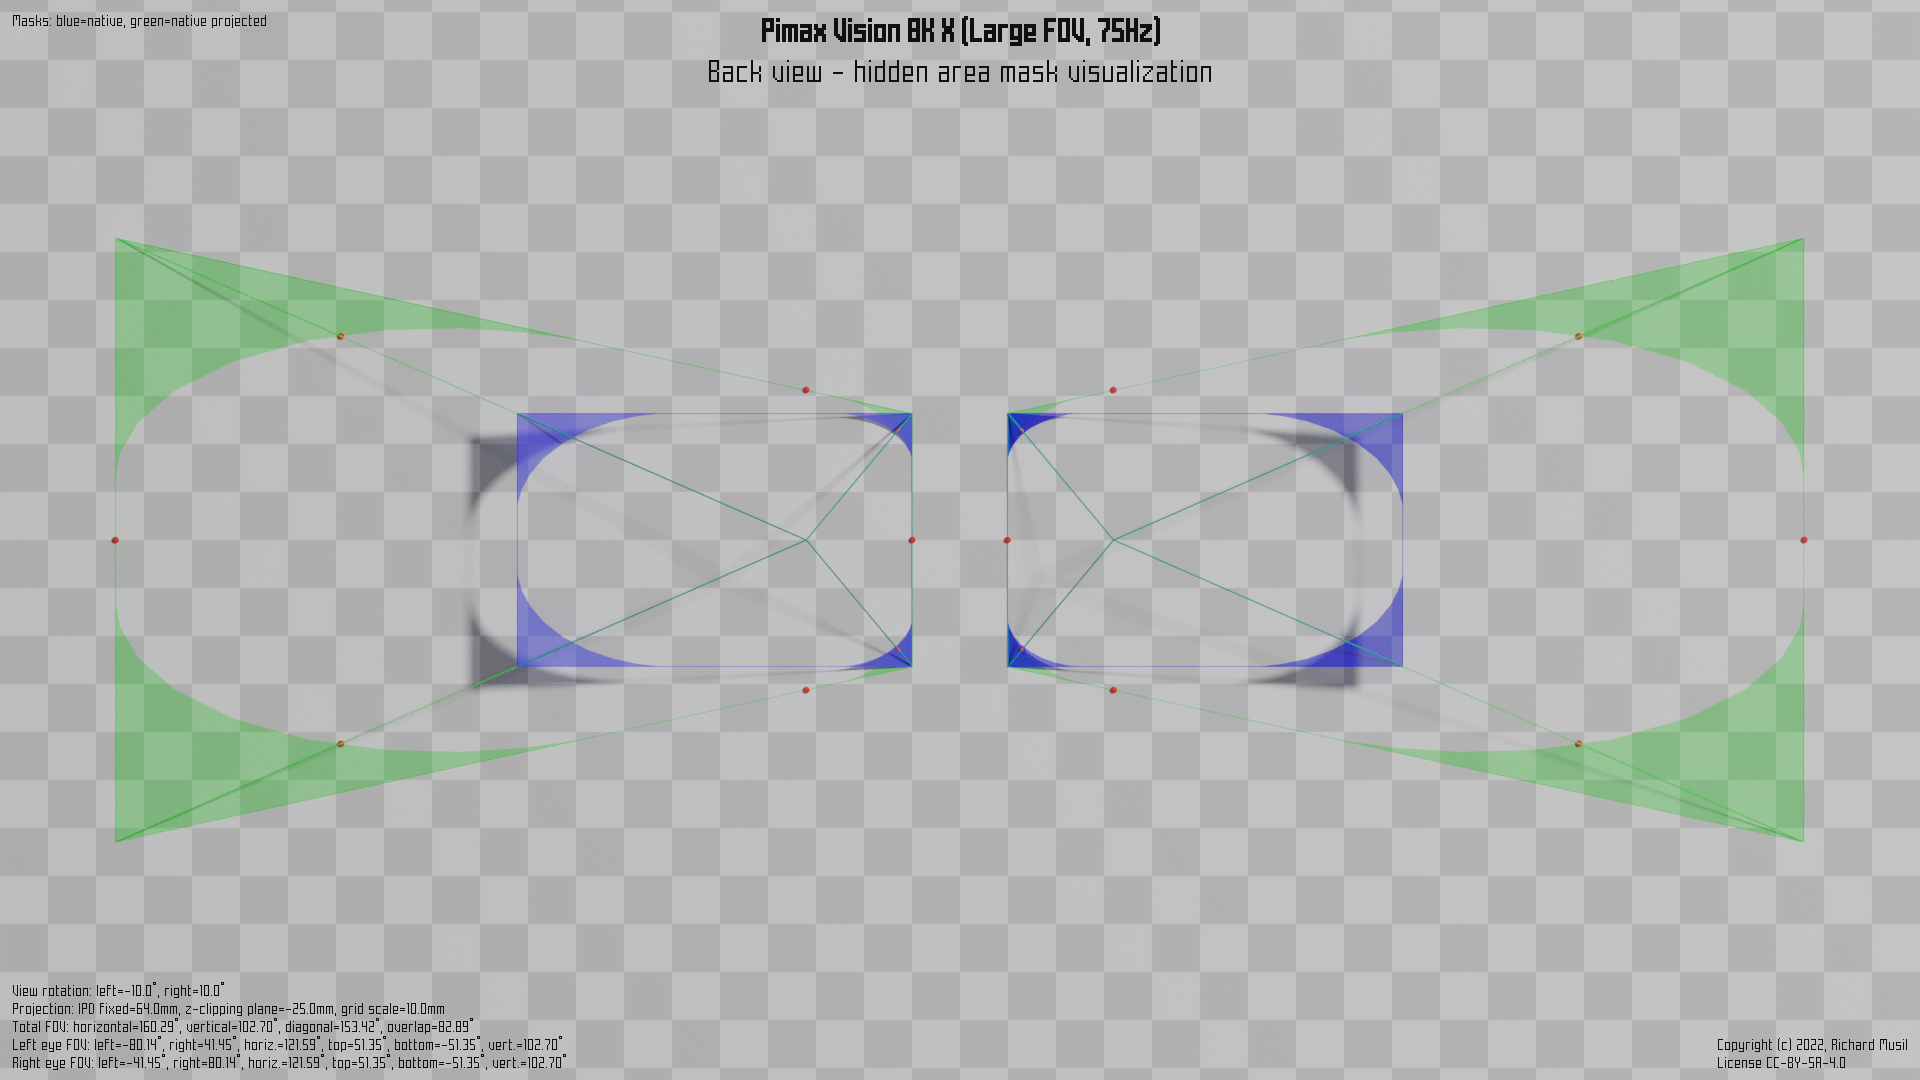 Masks: blue=native, green=native projected
Pimax Vision 8K X (Large FOV, 75Hz)
Back view - hidden area mask visualization
View rotation: left=-10.0°, right=10.0°
Projection: IPD fixed=64.0mm, z-clipping plane=-25.0mm, grid scale=10.0mm
Total FOV: horizontal=160.29°, vertical=102.70°, diagonal=153.42°, overlap=82.89°
Left eye FOV: left=-80.14°, right=41.45°, horiz.=121.59°, top=51.35°, bottom=-51.35°, vert.=102.70°
Right eye FOV: left=-41.45°, right=80.14°, horiz.=121.59°, top=51.35°, bottom=-51.35°, vert.=102.70°
Copyright (c) 2022, Richard Musil
License CC-BY-SA-4.0